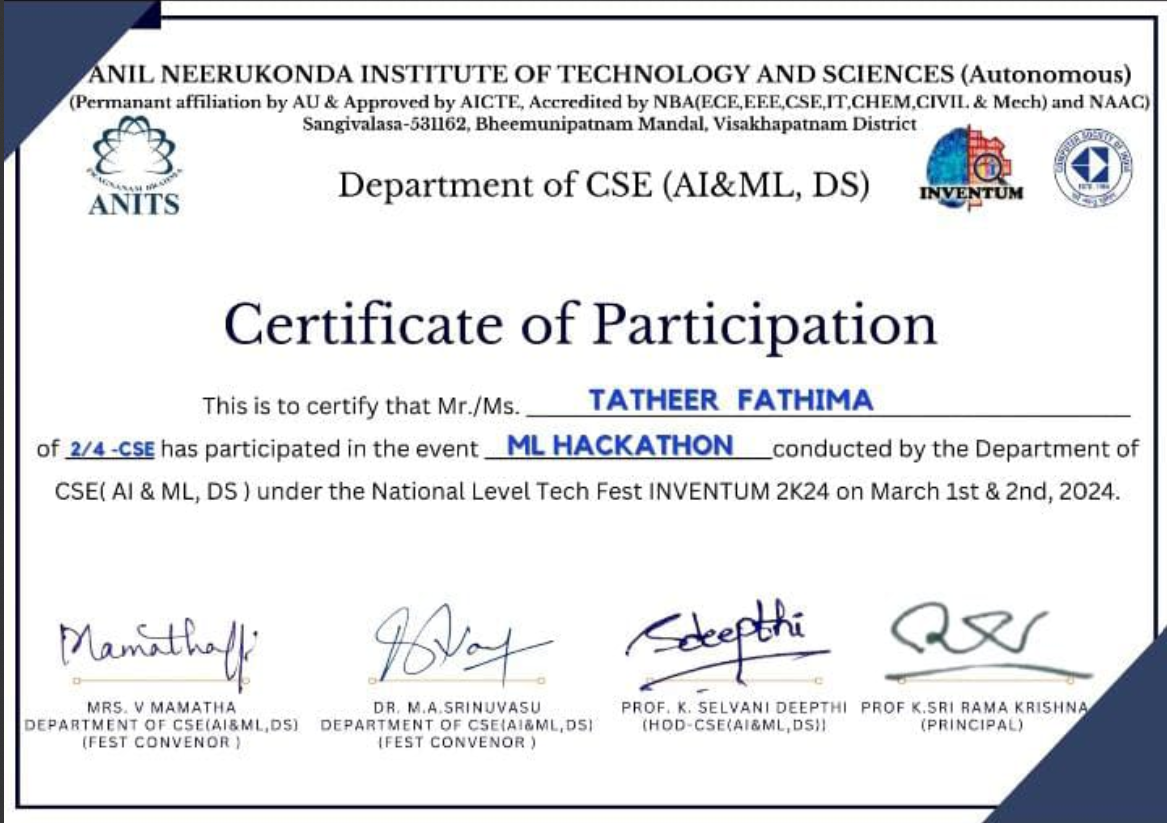 ANIL NEERUKONDA INSTITUTE OF TECHNOLOGY AND SCIENCES (Autonomous)
(Permanant affiliation by AU & Approved by AICTE, Accredited by NBA(ECE,EEE,CSE,IT,CHEM,CIVIL & Mech) and NAAC)
Sangivalasa-531162, Bheemunipatnam Mandal, Visakhapatnam District
PRAGNANAM BRAHMA
ANITS
Department of CSE (AI&ML, DS)
INVENTUM
COMPUTER SOCIETY OF INDIA
ESTD. 1965
Certificate of Participation
This is to certify that Mr./Ms. TATHEER FATHIMA
of 2/4 -CSE has participated in the event ML HACKATHON conducted by the Department of
CSE( AI & ML, DS ) under the National Level Tech Fest INVENTUM 2K24 on March 1st & 2nd, 2024.
Sdeepthi
MRS. V MAMATHA
DEPARTMENT OF CSE(AI&ML,DS)
(FEST CONVENOR )
DR. M.A.SRINUVASU
DEPARTMENT OF CSE(AI&ML,DS)
(FEST CONVENOR )
PROF. K. SELVANI DEEPTHI
(HOD-CSE(AI&ML,DS))
PROF K.SRI RAMA KRISHNA
(PRINCIPAL)